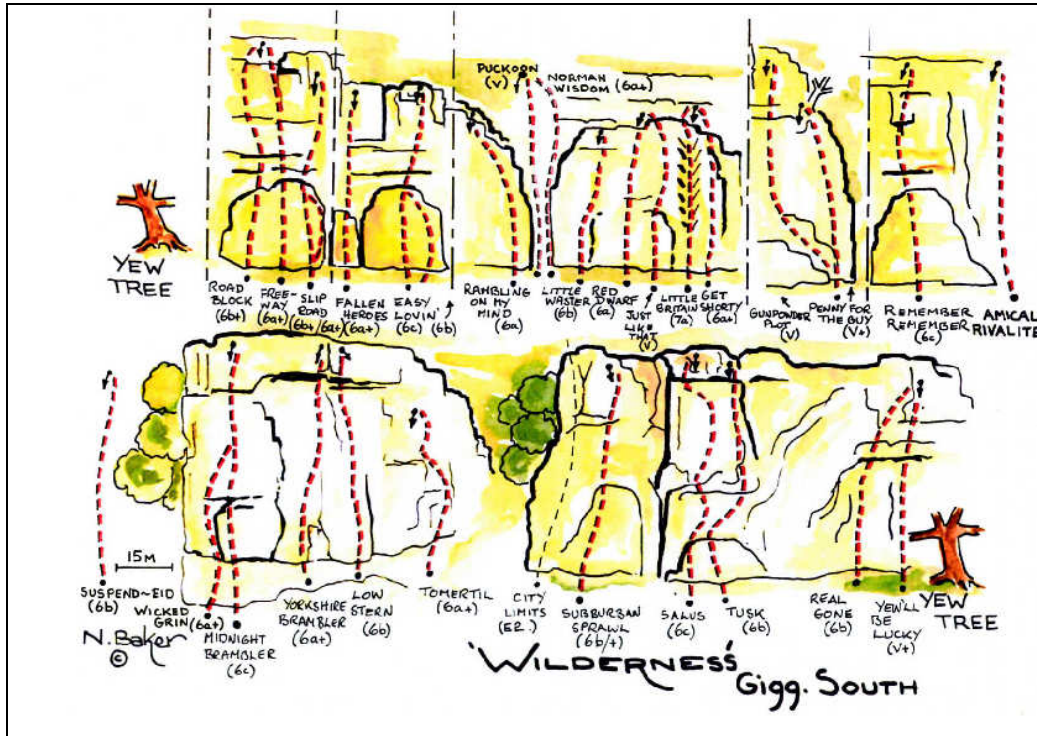 PUCKOON
(V)
NORMAN
WISDOM (6a+)
YEW
TREE
ROAD
BLOCK
(6b+)
FREE-
WAY
(6a+)
SLIP
ROAD
(6b+/6a+)
FALLEN
HEROES
(6a+)
EASY
LOVIN'
(6c)
(6b)
RAMBLING
ON MY
MIND
(6a)
LITTLE
WASTER
(6b)
RED
DWARF
(6a)
JUST
LIKE
THAT
(V)
LITTLE
BRITAIN
(7a)
GET
SHORTY
(6a+)
GUNPOWDER
PLOT (V)
PENNY FOR
THE GUY
(V+)
REMEMBER
REMEMBER
(6c)
AMICAL
RIVALITE
15M
SUSPEND~EID
(6b)
WICKED
GRIN (6a+)
MIDNIGHT
BRAMBLER
(6c)
YORKSHIRE
BRAMBLER
(6a+)
LOW
STERN
(6b)
TOMERTIL
(6a+)
CITY
LIMITS
SUBBURBAN
SPRAWL
(6b/+)
SALUS
(6c)
TUSK
(6b)
REAL
GONE
(6b)
YEW'LL
BE
LUCKY
(V+)
YEW
TREE
N. Baker
©
'WILDERNESS'
GIGG. SOUTH